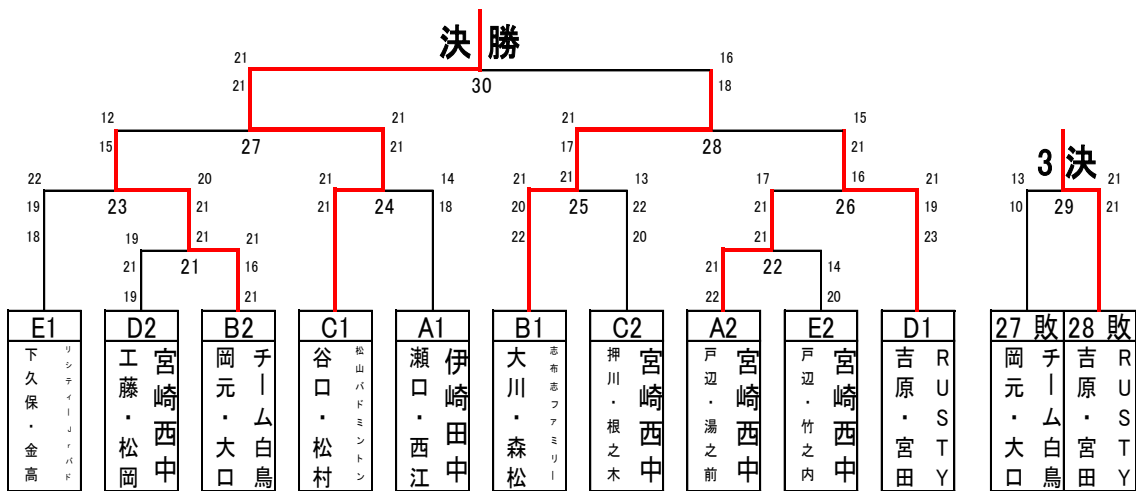 決 勝
21 16
21 30 18
12 21 21 15
15 27 21 17 28 21
3 決
22 20 21 14 21 21 13 17 16 21 13 21
19 23 21 21 24 18 20 25 22 21 26 19 10 29 21
18 19 21 21 22 20 21 23
21 21 16 21 22 14
19 21 22 20
E1 D2 B2 C1 A1 B1 C2 A2 E2 D1 27 敗 28 敗
リシティーJrバド
下久保・金高
宮崎西中
工藤・松岡
チーム白鳥
岡元・大口
松山バドミントン
谷口・松村
伊崎田中
瀬口・西江
志布志ファミリー
大川・森松
宮崎西中
押川・根之木
宮崎西中
戸辺・湯之前
宮崎西中
戸辺・竹之内
RUSTY
吉原・宮田
チーム白鳥
岡元・大口
RUSTY
吉原・宮田